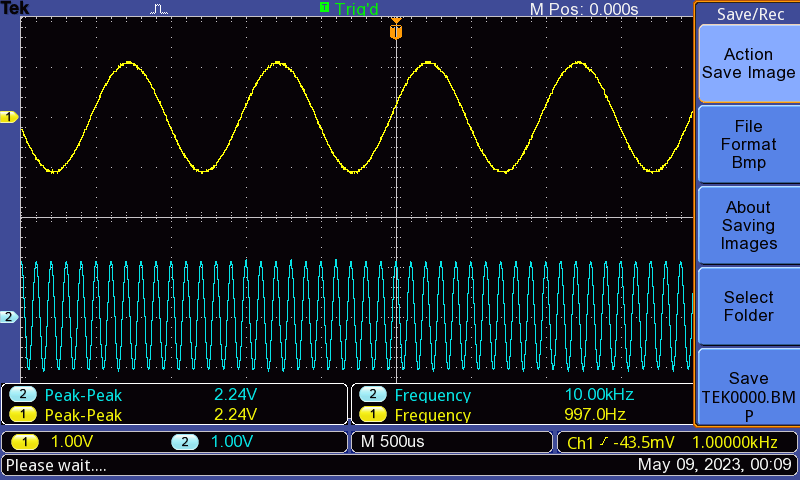 Tek
T Trig'd
M Pos: 0.000s
Save/Rec
T
Action
Save Image
1
File
Format
Bmp
About
Saving
Images
Select
Folder
2
Save
TEK0000.BM
P
2 Peak-Peak 2.24V
1 Peak-Peak 2.24V
2 Frequency 10.00kHz
1 Frequency 997.0Hz
1 1.00V 2 1.00V
M 500us
Ch1 -43.5mV 1.00000kHz
Please wait....
May 09, 2023, 00:09